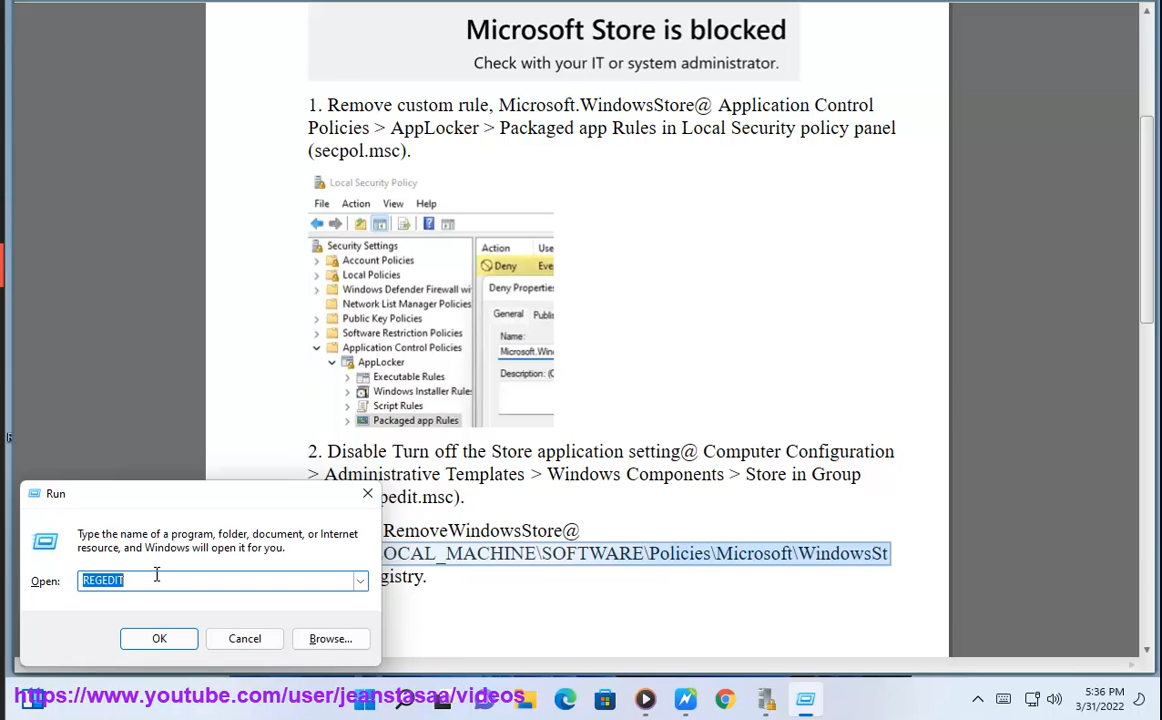 Microsoft Store is blocked
Check with your IT or system administrator.
1. Remove custom rule, Microsoft.WindowsStore@ Application Control
Policies > AppLocker > Packaged app Rules in Local Security policy panel
(secpol.msc).
Local Security Policy
File Action View Help
Security Settings
Account Policies
Local Policies
Windows Defender Firewall wi
Network List Manager Policies
Public Key Policies
Software Restriction Policies
Application Control Policies
AppLocker
Executable Rules
Windows Installer Rule
Script Rules
Packaged app Rules
Action Use
Deny Eve
Deny Propertie
General Publi
Name:
Microsoft.Win
Description: (O
2. Disable Turn off the Store application setting@ Computer Configuration
> Administrative Templates > Windows Components > Store in Group
pedit.msc).
RemoveWindowsStore@
OCAL_MACHINE\SOFTWARE\Policies\Microsoft\WindowsSt
gistry.
Run
Type the name of a program, folder, document, or Internet
resource, and Windows will open it for you.
Open: REGEDIT
OK Cancel Browse...
https://www.youtube.com/user/jeanstasaa/videos
5:36 PM
3/31/2022